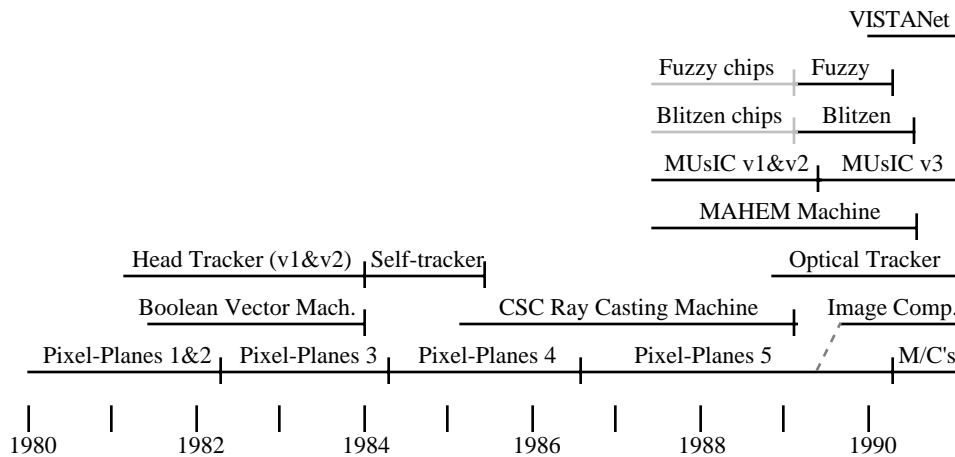 VISTANet
Fuzzy chips Fuzzy
Blitzen chips Blitzen
MUsIC v1&v2 MUsIC v3
MAHEM Machine
Head Tracker (v1&v2) Self-tracker Optical Tracker
Boolean Vector Mach. CSC Ray Casting Machine Image Comp.
Pixel-Planes 1&2 Pixel-Planes 3 Pixel-Planes 4 Pixel-Planes 5 M/C's
1980 1982 1984 1986 1988 1990